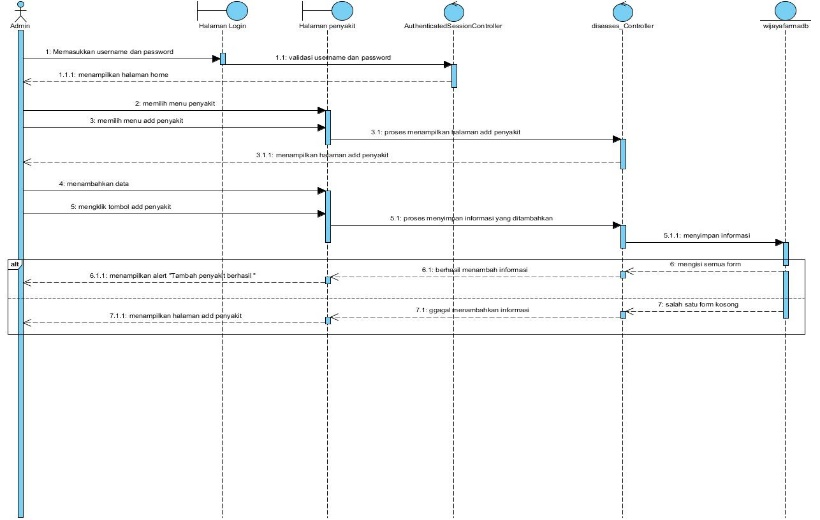 Admin
Halaman Login
Halaman penyakit
AuthenticatedSessionController
diseases_Controller
wijayafarmadb
1: Memasukkan username dan password
1.1: validasi username dan password
1.1.1: menampilkan halaman home
2: memilih menu penyakit
3: memilih menu add penyakit
3.1: proses menampilkan halaman add penyakit
3.1.1: menampilkan halaman add penyakit
4: menambahkan data
5: mengklik tombol add penyakit
5.1: proses menyimpan informasi yang ditambahkan
5.1.1: menyimpan informasi
alt
6: mengisi semua form
6.1: berhasil menambah informasi
6.1.1: menampilkan alert "Tambah penyakit berhasil "
7: salah satu form kosong
7.1: ggagal menambahkan informasi
7.1.1: menampilkan halaman add penyakit